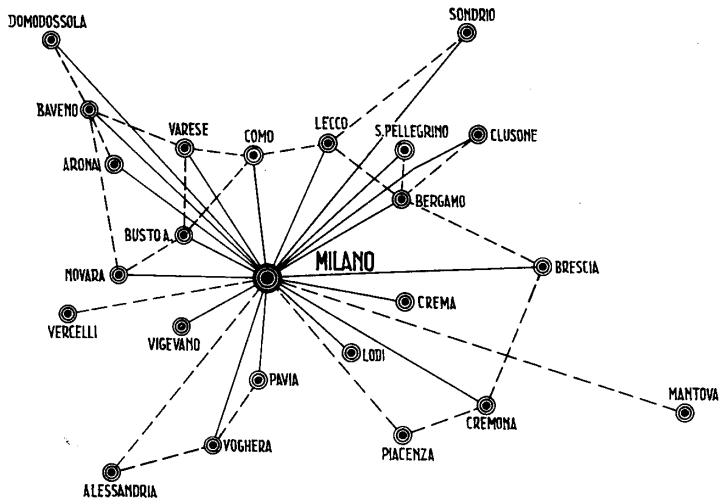 DOMODOSSOLA
SONDRIO
BAVENO
VARESE
COMO
LECCO
S.PELLEGRINO
CLUSONE
ARONA
BERGAMO
BUSTO A.
MILANO
NOVARA
BRESCIA
CREMA
VERCELLI
VIGEVANO
LODI
PAVIA
MANTOVA
CREMONA
VOGHERA
PIACENZA
ALESSANDRIA